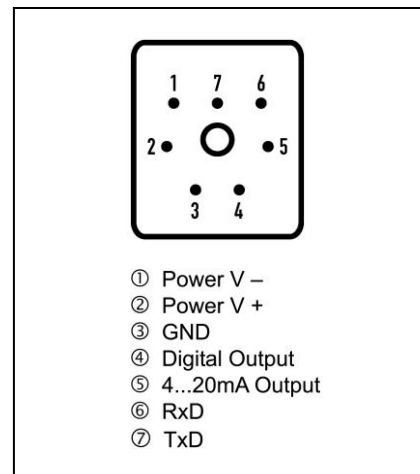 1 7 6
2 5
3 4
① Power V –
② Power V +
③ GND
④ Digital Output
⑤ 4...20mA Output
⑥ RxD
⑦ TxD